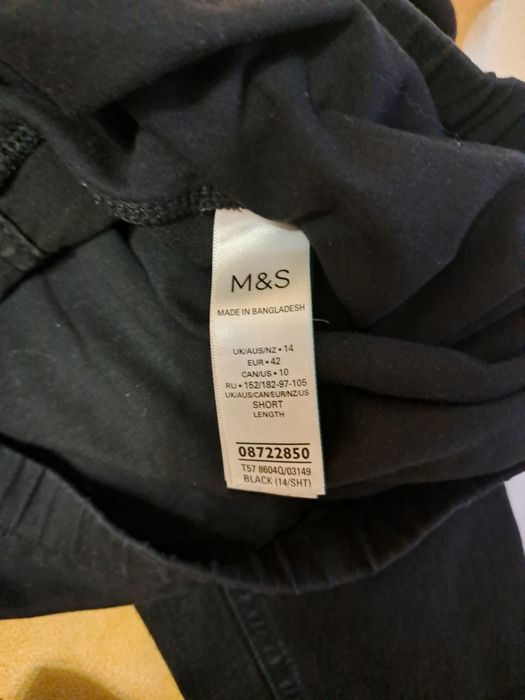 M&S
MADE IN BANGLADESH
UK/AUS/NZ • 14
EUR • 42
CAN/US • 10
RU • 152/182-97-105
UK/AUS/CAN/EUR/NZ/US
SHORT
LENGTH
08722850
T57 8604Q/03149
BLACK (14/SHT)